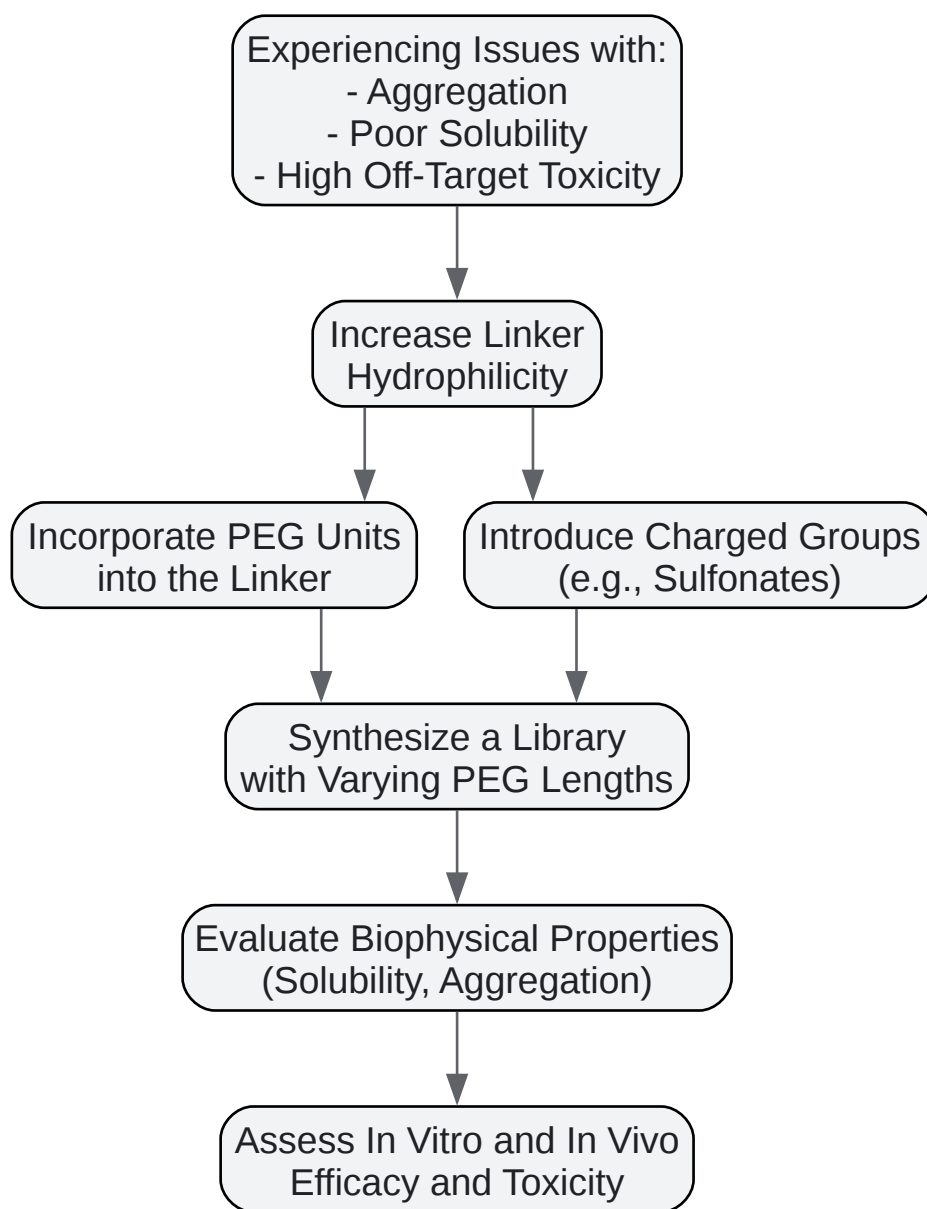 Experiencing Issues with:
- Aggregation
- Poor Solubility
- High Off-Target Toxicity
Increase Linker
Hydrophilicity
Incorporate PEG Units
into the Linker
Introduce Charged Groups
(e.g., Sulfonates)
Synthesize a Library
with Varying PEG Lengths
Evaluate Biophysical Properties
(Solubility, Aggregation)
Assess In Vitro and In Vivo
Efficacy and Toxicity